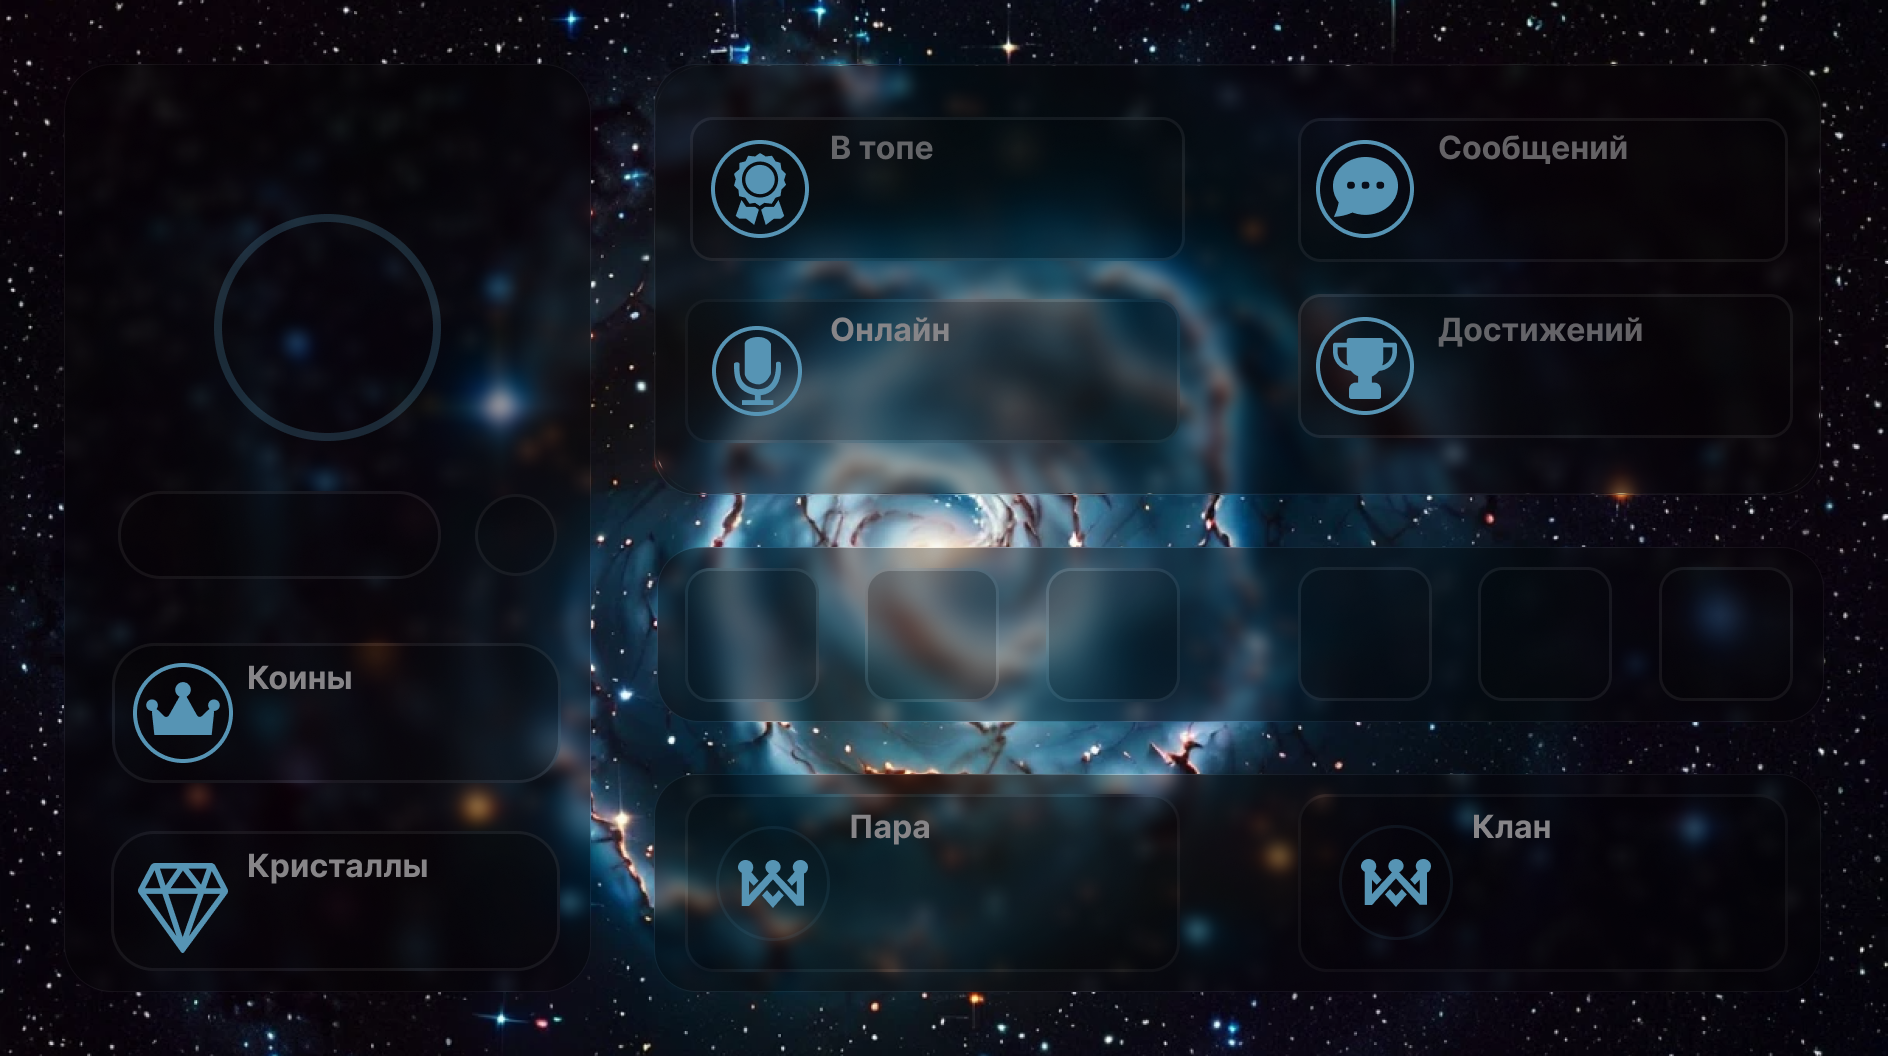 В топе
Сообщений
Онлайн
Достижений
Коины
Кристаллы
Пара
Клан